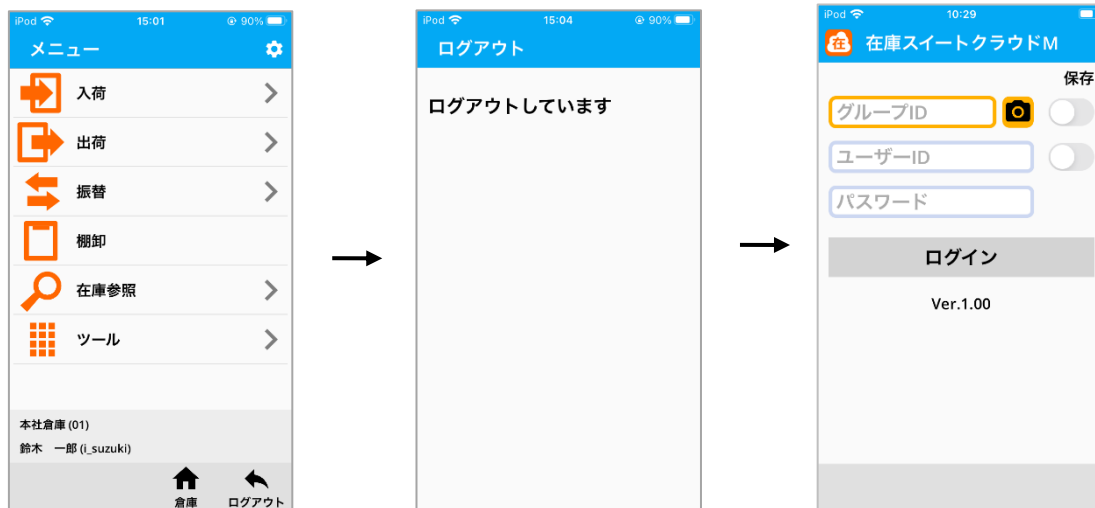 iPod 15:01 90%
メニュー
入荷
出荷
振替
棚卸
在庫参照
ツール
本社倉庫 (01)
鈴木　一郎 (i_suzuki)
倉庫 ログアウト
iPod 15:04 90%
ログアウト
ログアウトしています
iPod 10:29
在 在庫スイートクラウドM
保存
グループID
ユーザーID
パスワード
ログイン
Ver.1.00